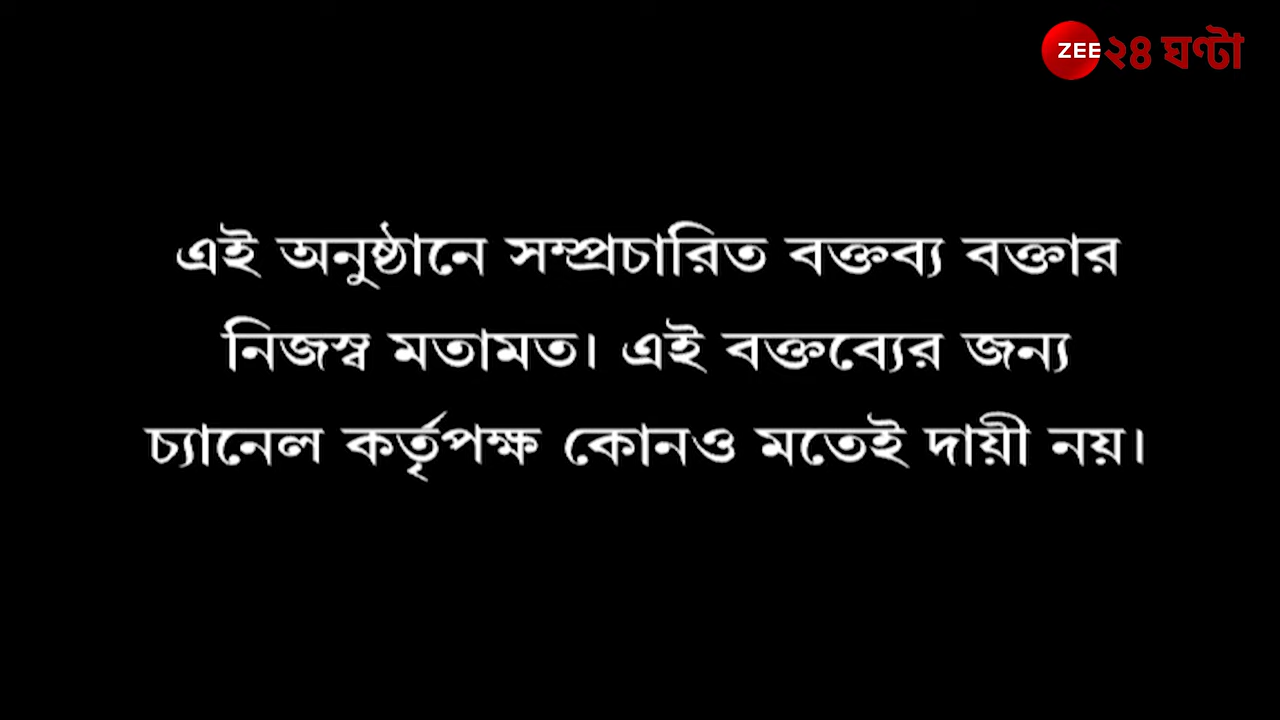 ZEE ২৪ ঘণ্টা
এই অনুষ্ঠানে সম্প্রচারিত বক্তব্য বক্তার
নিজস্ব মতামত। এই বক্তব্যের জন্য
চ্যানেল কর্তৃপক্ষ কোনও মতেই দায়ী নয়।